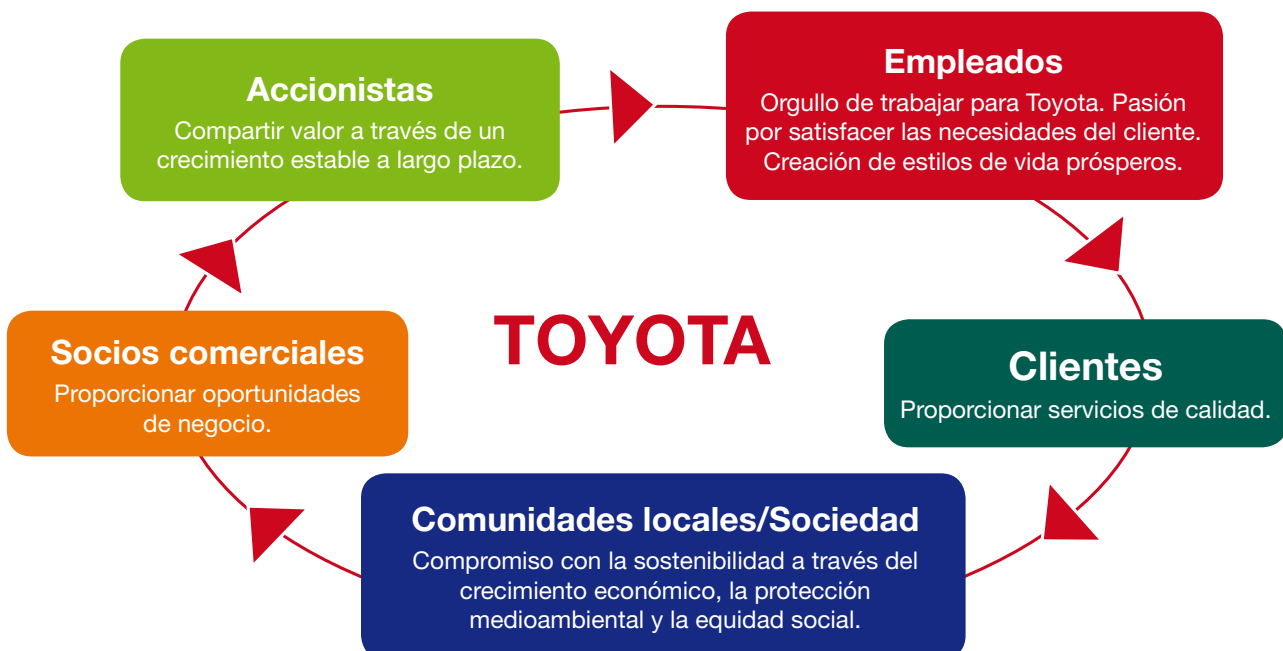 Accionistas
Compartir valor a través de un
crecimiento estable a largo plazo.
Empleados
Orgullo de trabajar para Toyota. Pasión
por satisfacer las necesidades del cliente.
Creación de estilos de vida prósperos.
Socios comerciales
Proporcionar oportunidades
de negocio.
TOYOTA
Clientes
Proporcionar servicios de calidad.
Comunidades locales/Sociedad
Compromiso con la sostenibilidad a través del
crecimiento económico, la protección
medioambiental y la equidad social.